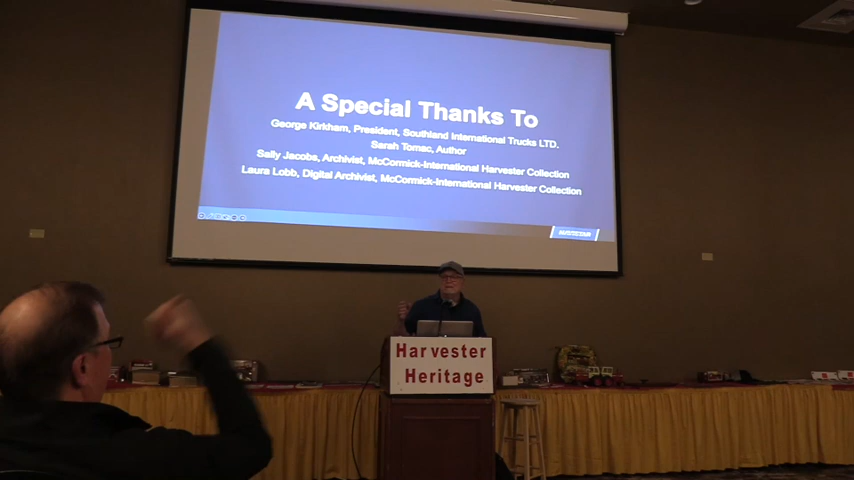 A Special Thanks To
George Kirkham, President, Southland International Trucks LTD.
Sarah Tomac, Author
Sally Jacobs, Archivist, McCormick-International Harvester Collection
Laura Lobb, Digital Archivist, McCormick-International Harvester Collection
Harvester
Heritage